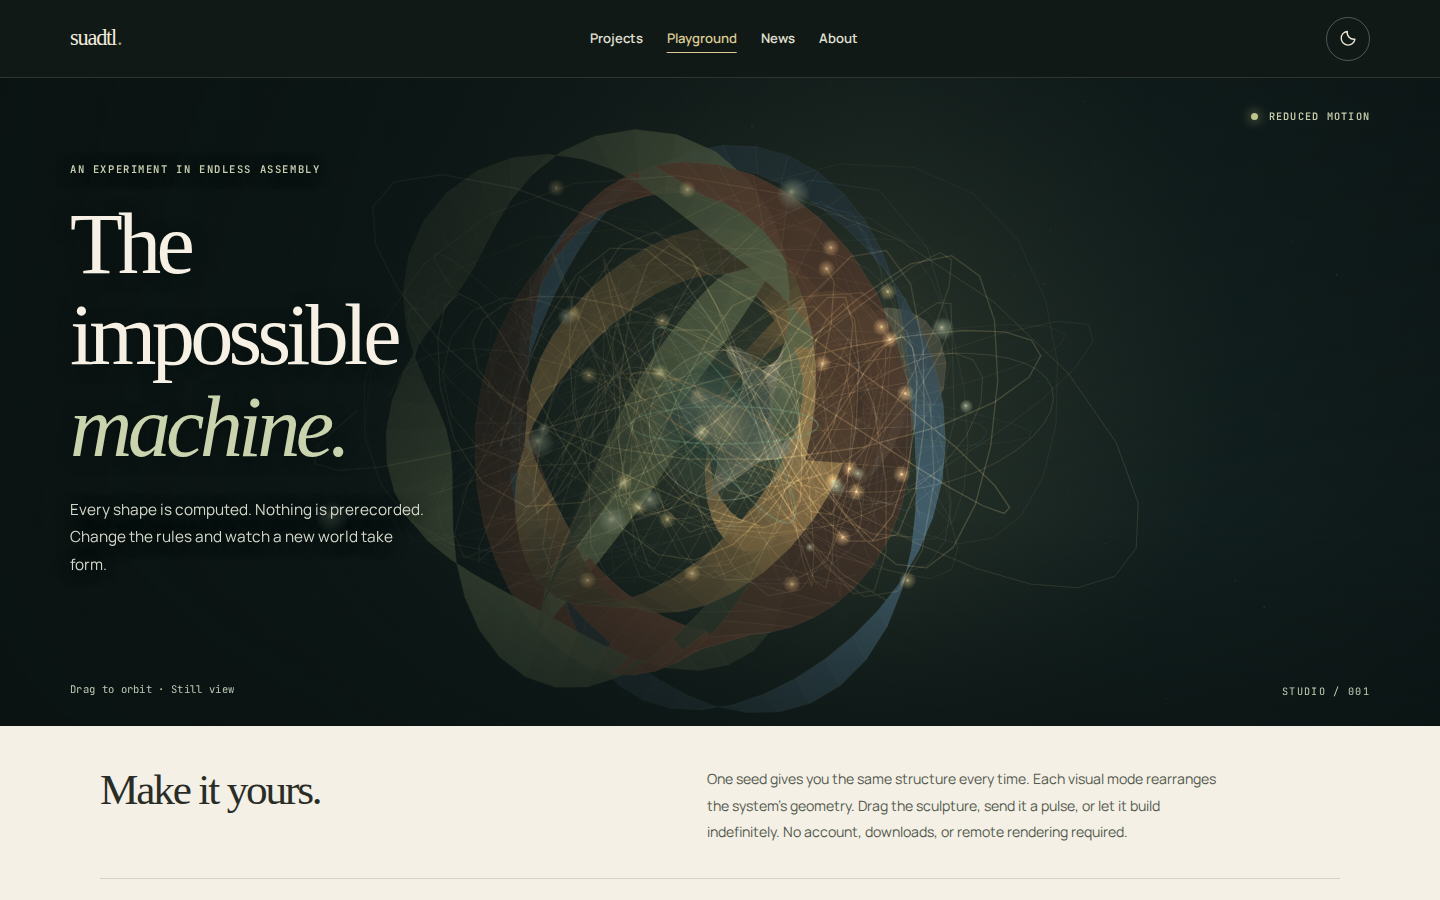 suadtl.
Projects
Playground
News
About
REDUCED MOTION
AN EXPERIMENT IN ENDLESS ASSEMBLY
The
impossible
machine.
Every shape is computed. Nothing is prerecorded.
Change the rules and watch a new world take
form.
Drag to orbit · Still view
STUDIO / 001
Make it yours.
One seed gives you the same structure every time. Each visual mode rearranges
the system's geometry. Drag the sculpture, send it a pulse, or let it build
indefinitely. No account, downloads, or remote rendering required.